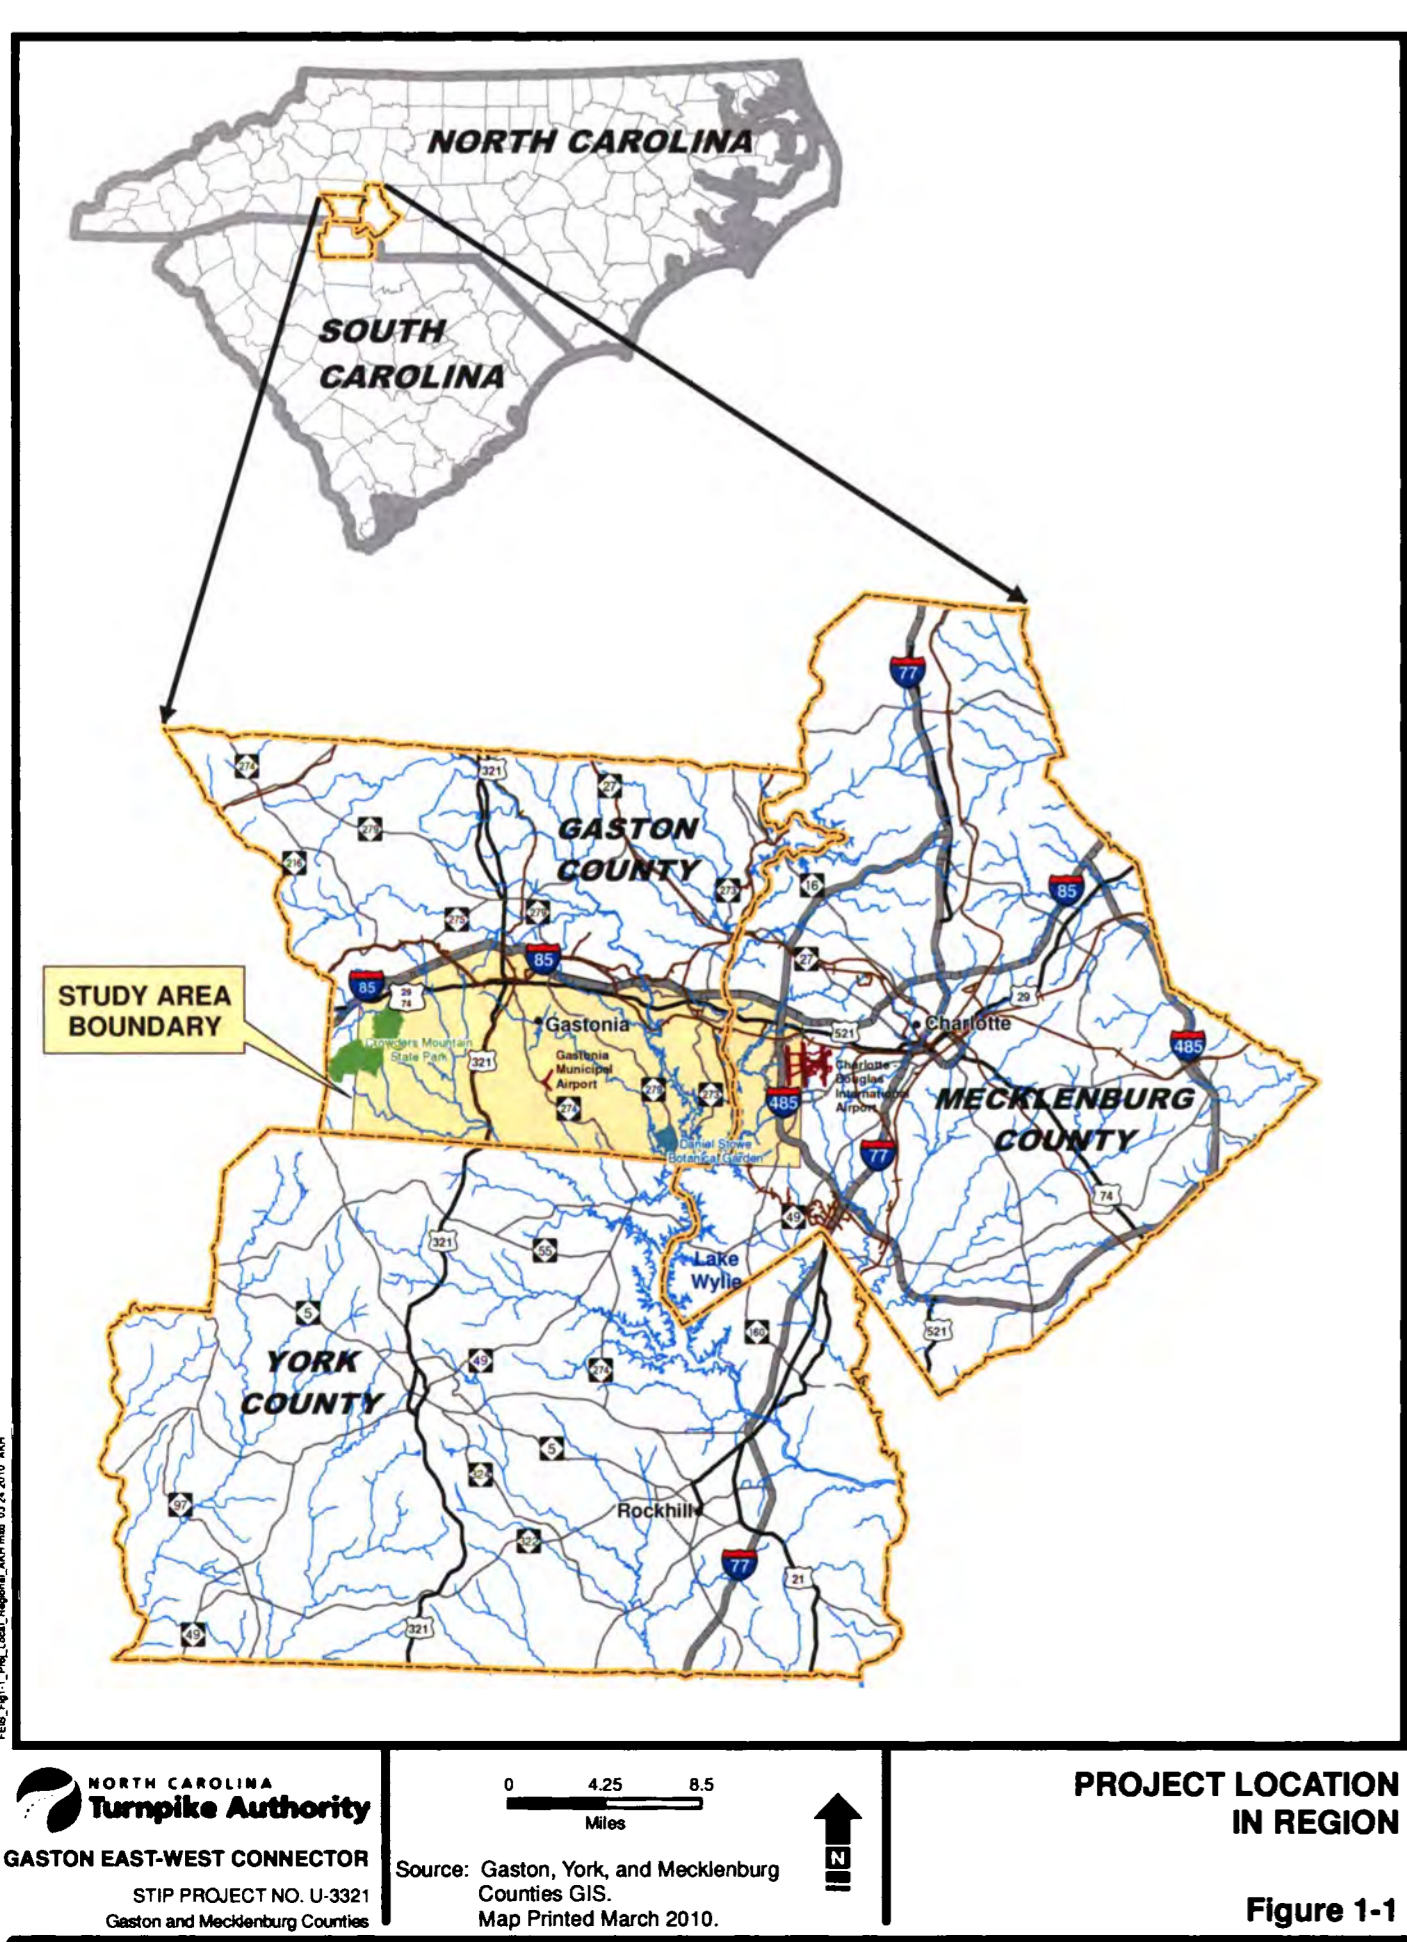 NORTH CAROLINA
SOUTH
CAROLINA
77
274
321
27
279
GASTON
COUNTY
216
273
16
85
275
279
27
85
85
29
74
29
STUDY AREA
BOUNDARY
Gastonia
521
Charlotte
Crowders Mountain
State Park
321
Gastonia
Municipal
Airport
485
Charlotte -
Douglas
International
Airport
279
273
485
274
MECKLENBURG
COUNTY
Daniel Stowe
Botanical Garden
77
74
49
321
55
Lake
Wylie
5
160
521
YORK
COUNTY
49
274
5
324
97
Rockhill
322
77
21
49
321
NORTH CAROLINA
Turnpike Authority
GASTON EAST-WEST CONNECTOR
STIP PROJECT NO. U-3321
Gaston and Mecklenburg Counties
0 4.25 8.5
Miles
Source: Gaston, York, and Mecklenburg
Counties GIS.
Map Printed March 2010.
N
PROJECT LOCATION
IN REGION
Figure 1-1